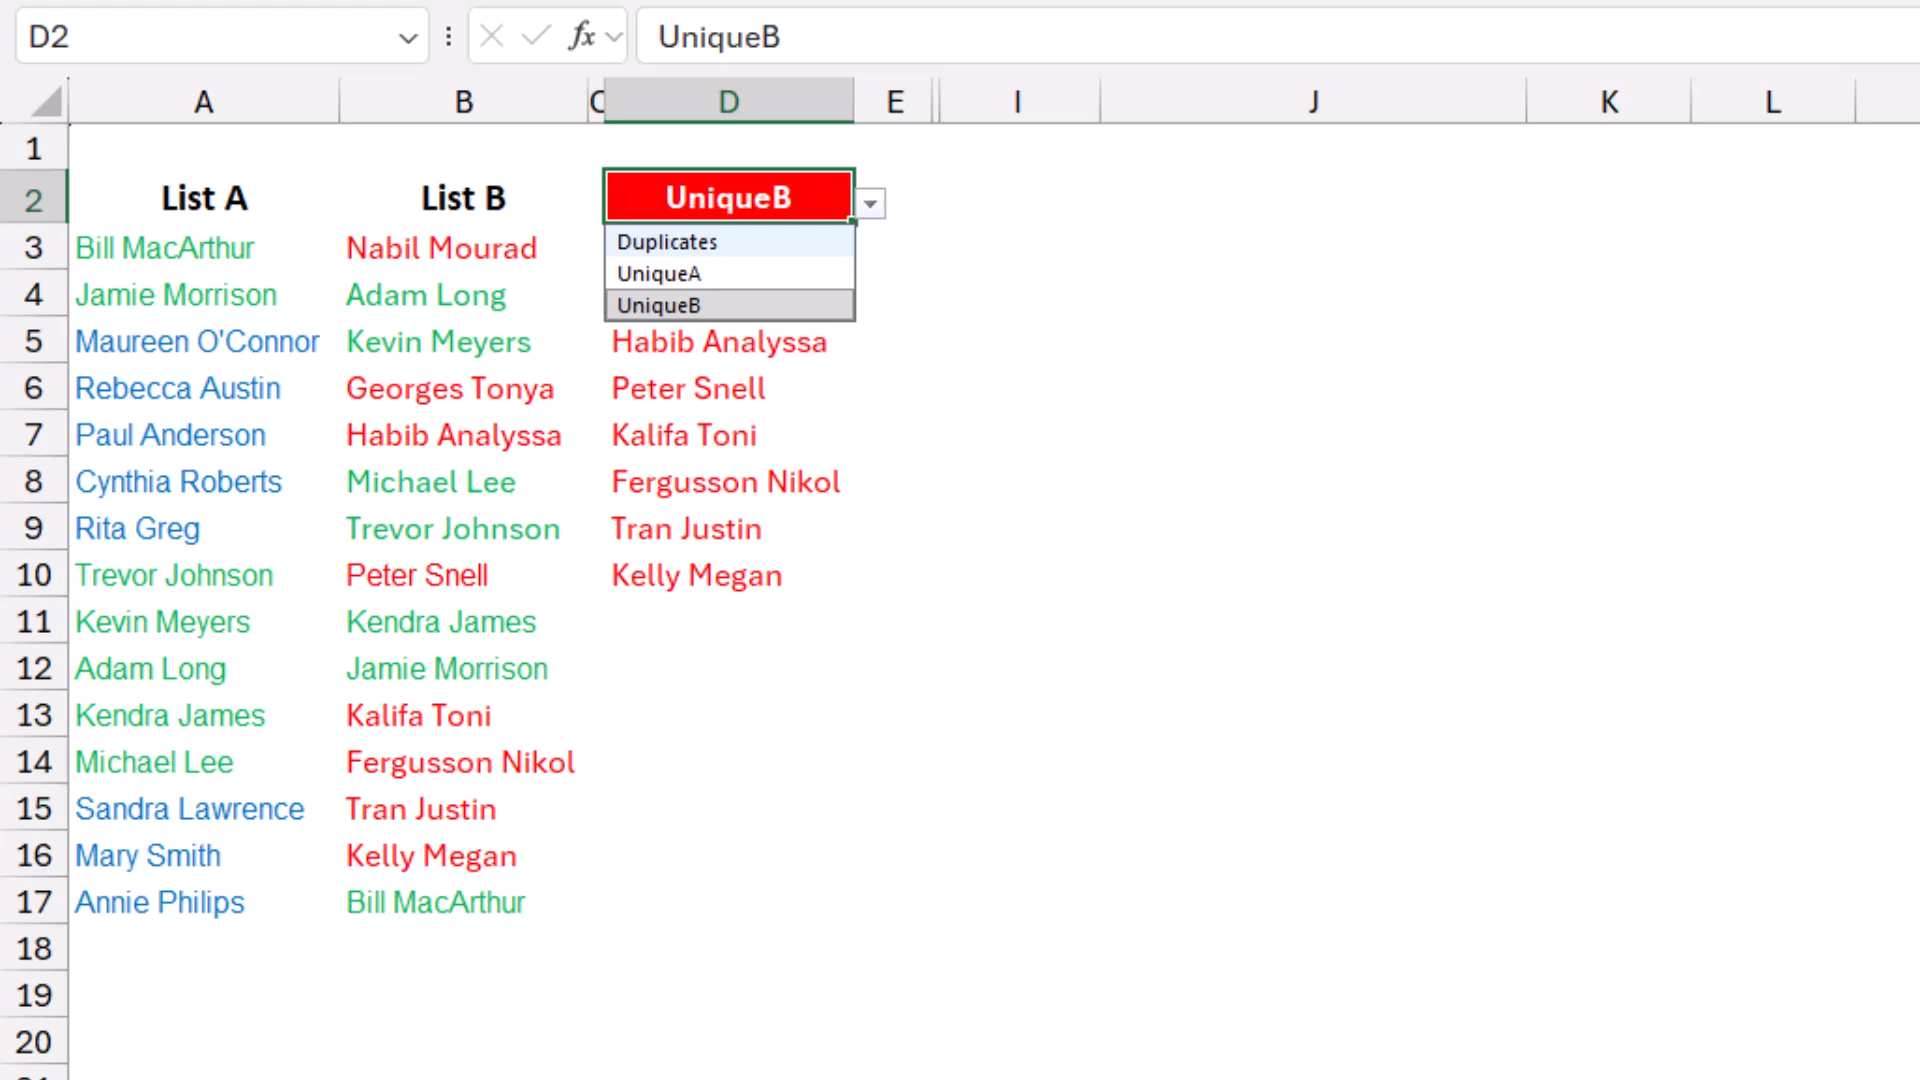 D2 fx UniqueB
A B C D E I J K L
1
2 List A List B UniqueB
3 Bill MacArthur Nabil Mourad Duplicates
UniqueA
4 Jamie Morrison Adam Long UniqueB
5 Maureen O'Connor Kevin Meyers Habib Analyssa
6 Rebecca Austin Georges Tonya Peter Snell
7 Paul Anderson Habib Analyssa Kalifa Toni
8 Cynthia Roberts Michael Lee Fergusson Nikol
9 Rita Greg Trevor Johnson Tran Justin
10 Trevor Johnson Peter Snell Kelly Megan
11 Kevin Meyers Kendra James
12 Adam Long Jamie Morrison
13 Kendra James Kalifa Toni
14 Michael Lee Fergusson Nikol
15 Sandra Lawrence Tran Justin
16 Mary Smith Kelly Megan
17 Annie Philips Bill MacArthur
18
19
20